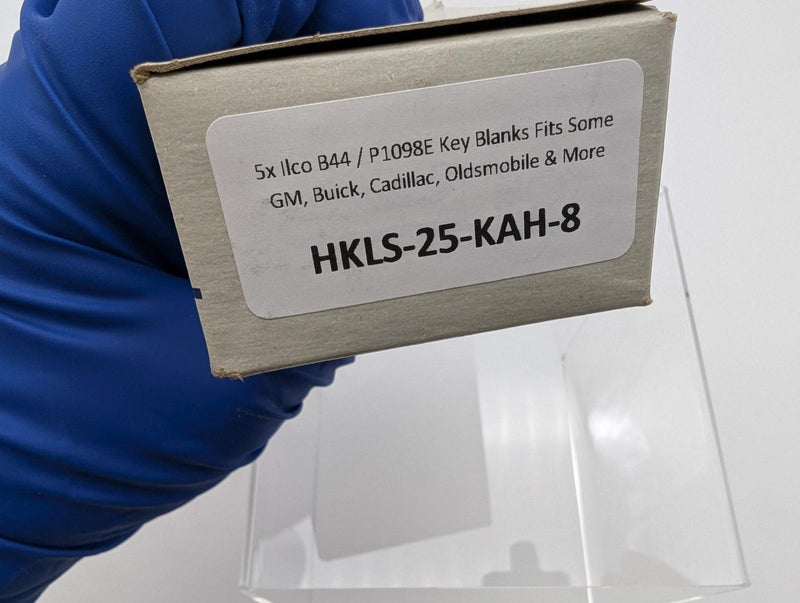 5x Ilco B44 / P1098E Key Blanks Fits Some
GM, Buick, Cadillac, Oldsmobile & More
HKLS-25-KAH-8